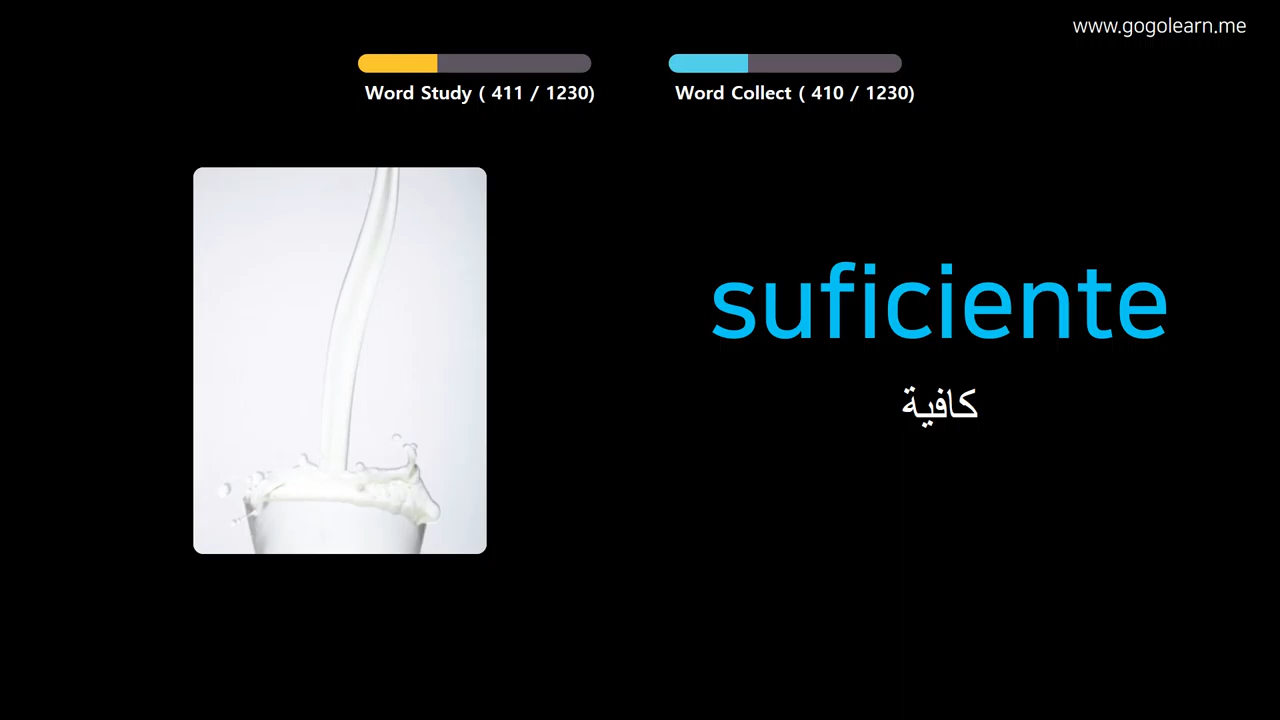 www.gogolearn.me
Word Study ( 411 / 1230)
Word Collect ( 410 / 1230)
suficiente
كافية